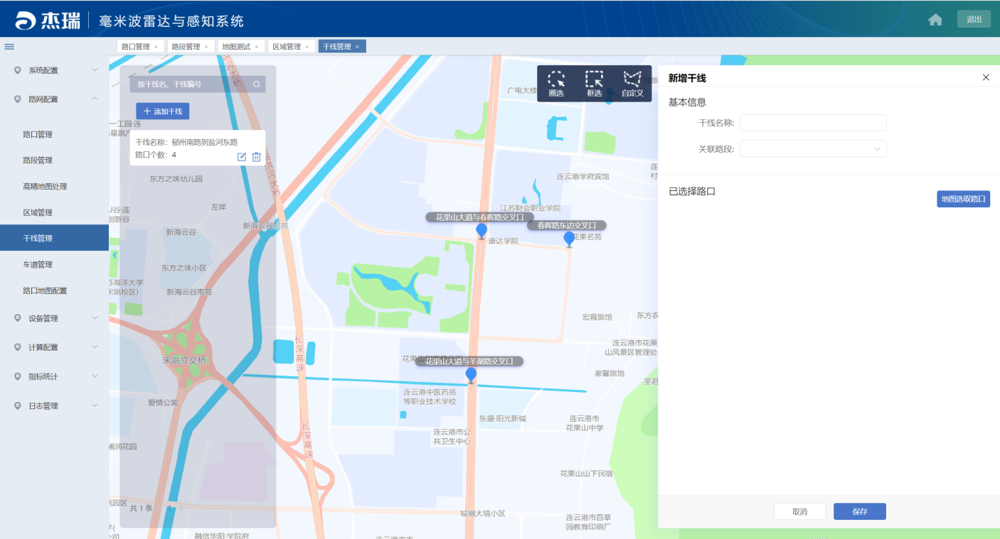 杰瑞 毫米波雷达与感知系统
退出
路口管理 × 路段管理 × 地图测试 × 区域管理 × 干线管理 ×
系统配置
路网配置
路口管理
路段管理
高精地图处理
区域管理
干线管理
车道管理
路口地图配置
设备管理
计算配置
指标统计
日志管理
按干线名、干线编号
添加干线
干线名称：郁州南路到盐河东路
路口个数：4
东方之珠幼儿园
左岸
新海云谷
新海云谷东苑
东方之珠小区
新海云谷南苑
宋跳立交桥
爱情公寓
浦润花园
共 1 条 1
融信华阳·学院府
长深高速
长深高速
广电大楼
圈选 框选 自定义
连云港学府宾馆
江苏财会职业学院
花果山大道与春晖路交叉口
春晖路东边交叉口
康达学院
花果名苑
宏霞旅馆
连云港市花果
山风景区管理处
家馨旅馆
花果山大道与圣湖路交叉口
连云港中医药高
等职业技术学校
东盛·阳光新城
连云港市
花果山中学
连云港市公
共卫生中心
花果山山下民宿
城樾大境小区
连云港市百草
园教育印刷厂
新增干线
基本信息
干线名称:
关联路段:
已选择路口
地图选取路口
取消 保存